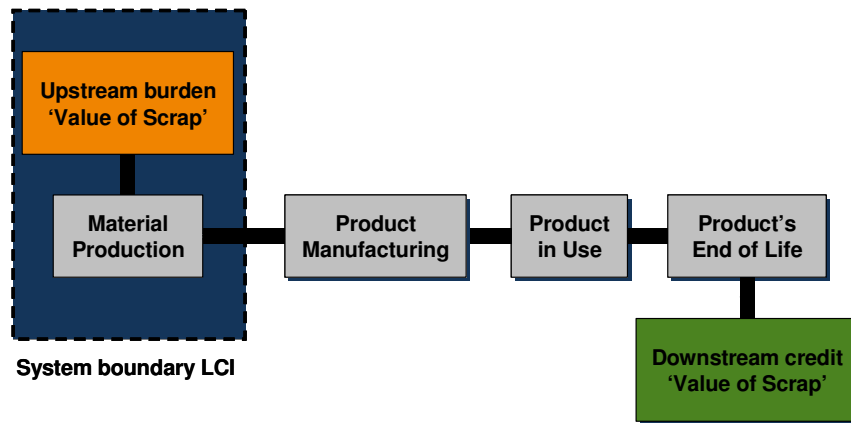 Upstream burden
‘Value of Scrap’
Material
Production
Product
Manufacturing
Product
in Use
Product’s
End of Life
Downstream credit
‘Value of Scrap’
System boundary LCI